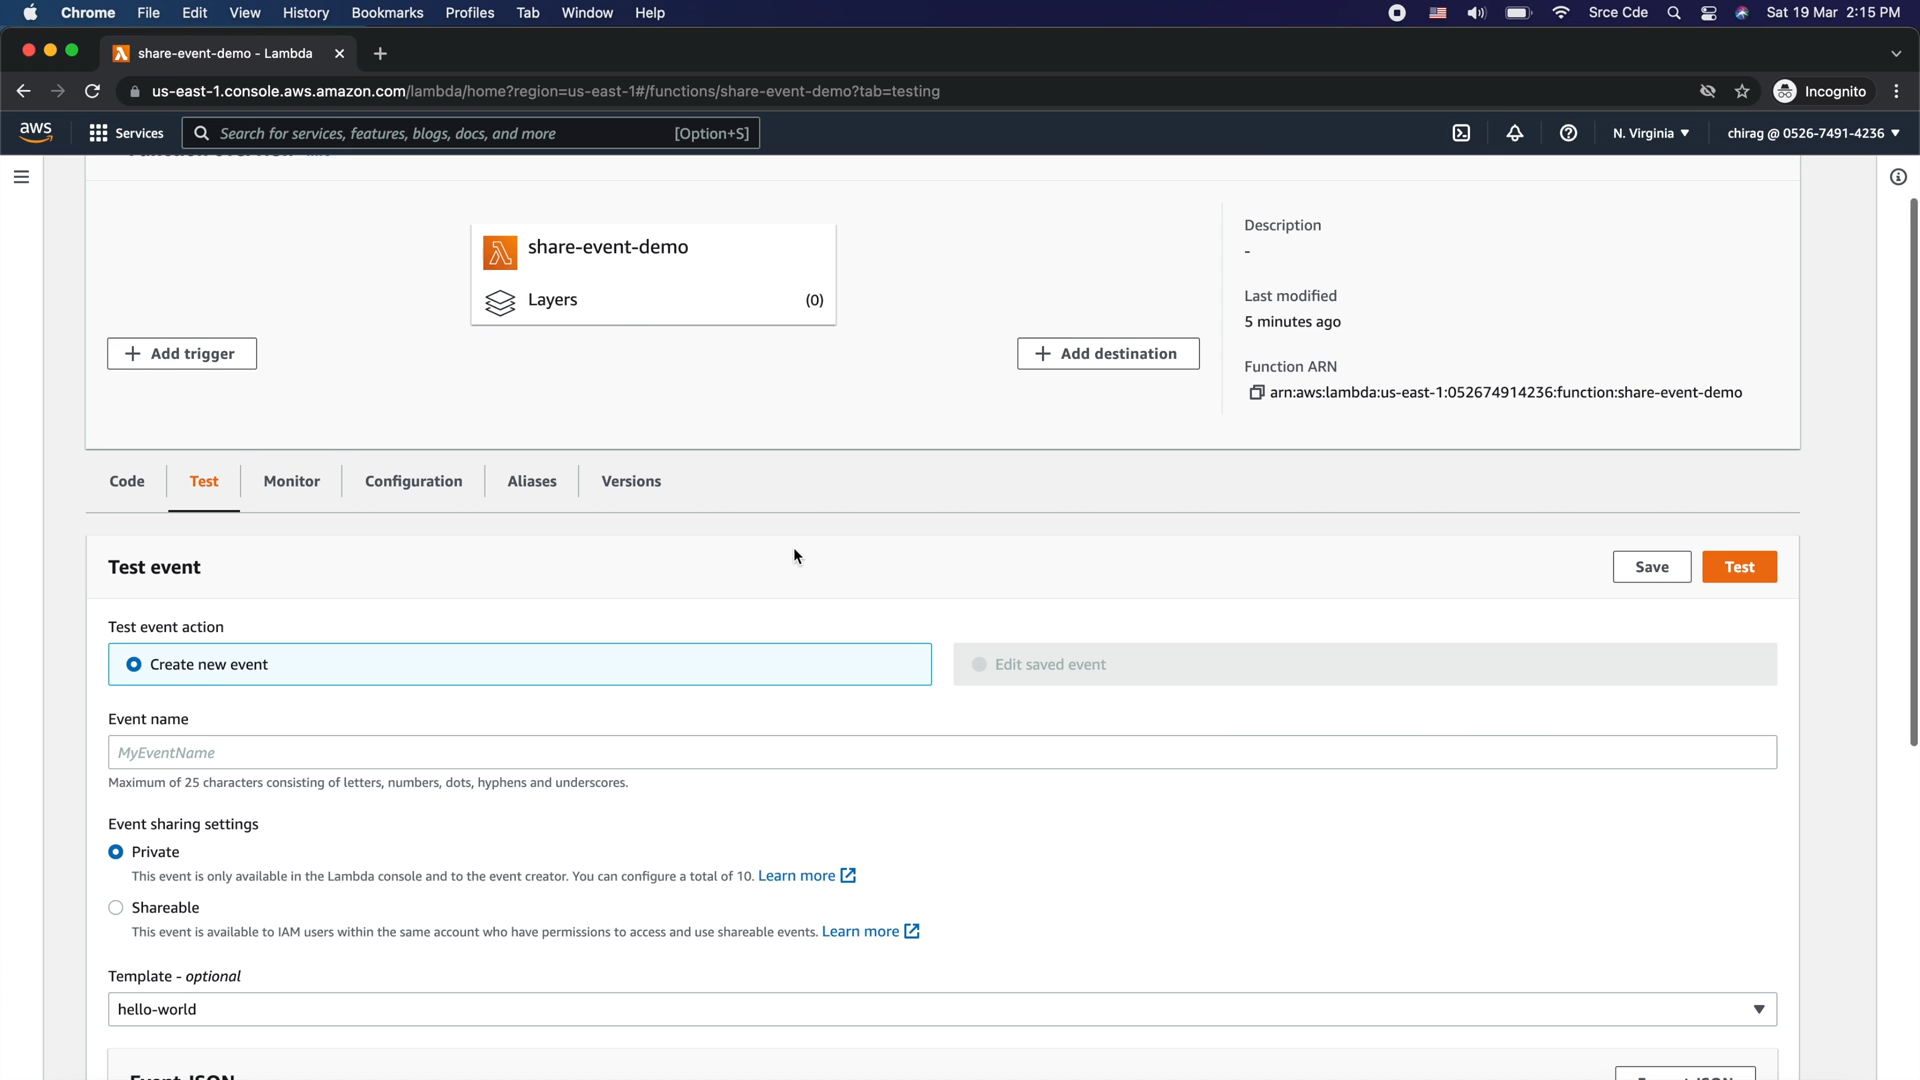 Chrome File Edit View History Bookmarks Profiles Tab Window Help Srce Cde Sat 19 Mar 2:15 PM
share-event-demo - Lambda
us-east-1.console.aws.amazon.com/lambda/home?region=us-east-1#/functions/share-event-demo?tab=testing Incognito
aws Services Search for services, features, blogs, docs, and more [Option+S] N. Virginia chirag @ 0526-7491-4236
share-event-demo
Layers (0)
Add trigger
Add destination
Description
-
Last modified
5 minutes ago
Function ARN
arn:aws:lambda:us-east-1:052674914236:function:share-event-demo
Code Test Monitor Configuration Aliases Versions
Test event Save Test
Test event action
Create new event Edit saved event
Event name
MyEventName
Maximum of 25 characters consisting of letters, numbers, dots, hyphens and underscores.
Event sharing settings
Private
This event is only available in the Lambda console and to the event creator. You can configure a total of 10. Learn more
Shareable
This event is available to IAM users within the same account who have permissions to access and use shareable events. Learn more
Template - optional
hello-world
Event JSON